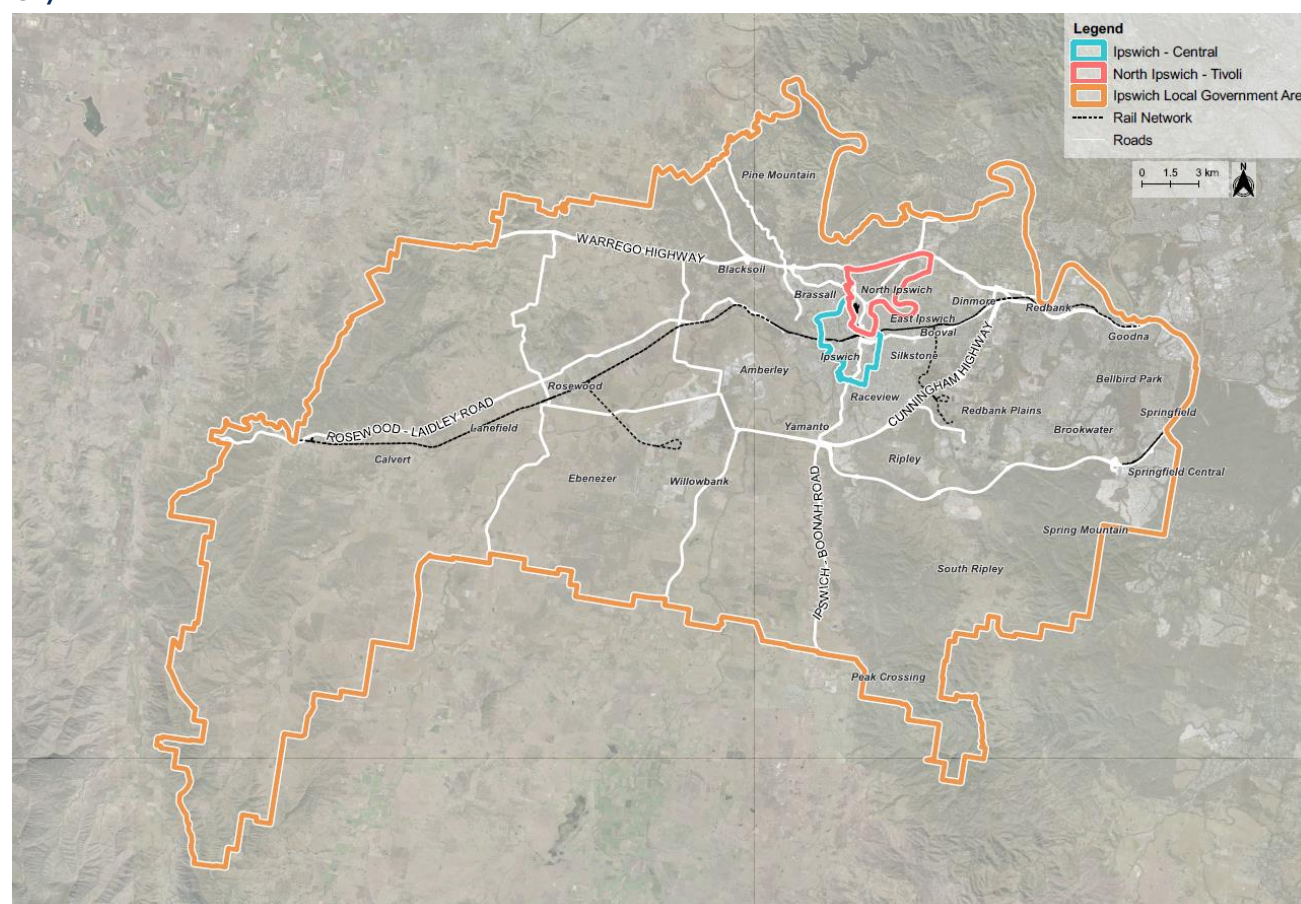 Legend
Ipswich - Central
North Ipswich - Tivoli
Ipswich Local Government Are
Rail Network
Roads
0 1.5 3 km
N
Pine Mountain
WARREGO HIGHWAY
Blacksoil
Brassall
North Ipswich
Dinmore
Redbank
East Ipswich
Booval
Goodna
Ipswich
Silkstone
Amberley
CUNNINGHAM HIGHWAY
Bellbird Park
Rosewood
Raceview
Redbank Plains
Springfield
ROSEWOOD - LAIDLEY ROAD
Lanefield
Yamanto
Brookwater
Calvert
Ripley
Springfield Central
Ebenezer
Willowbank
IPSWICH - BOONAH ROAD
Spring Mountain
South Ripley
Peak Crossing